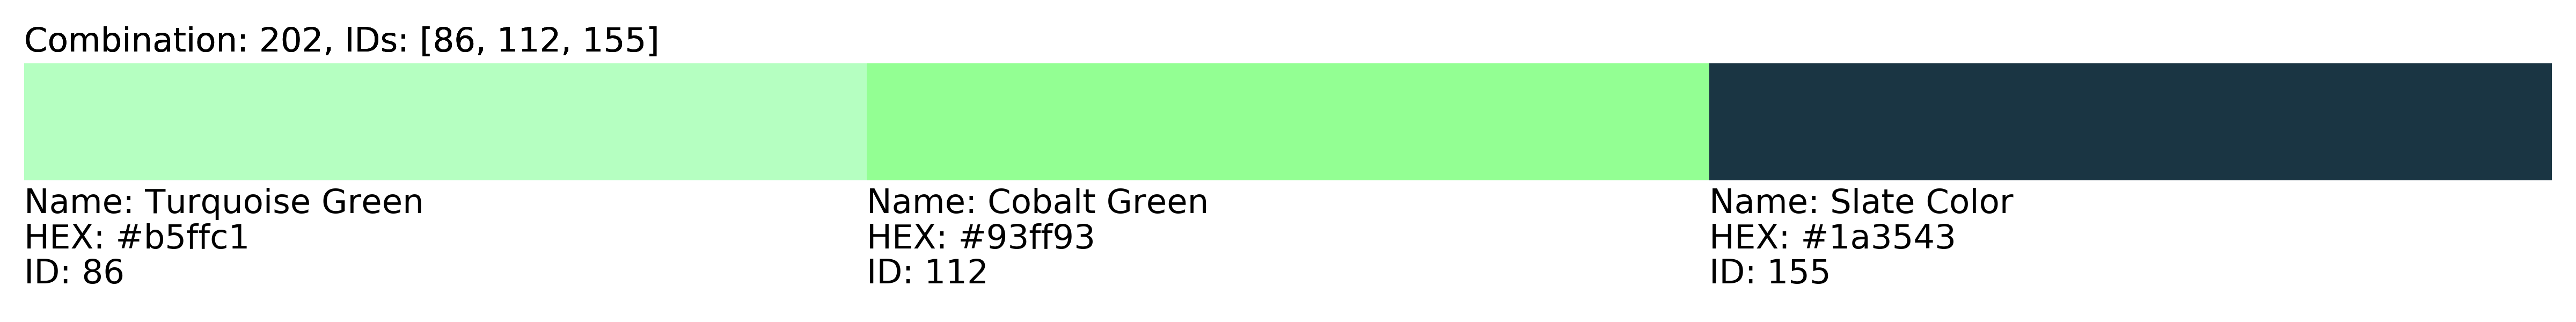 Combination: 202, IDs: [86, 112, 155]
Name: Turquoise Green
HEX: #b5ffc1
ID: 86
Name: Cobalt Green
HEX: #93ff93
ID: 112
Name: Slate Color
HEX: #1a3543
ID: 155